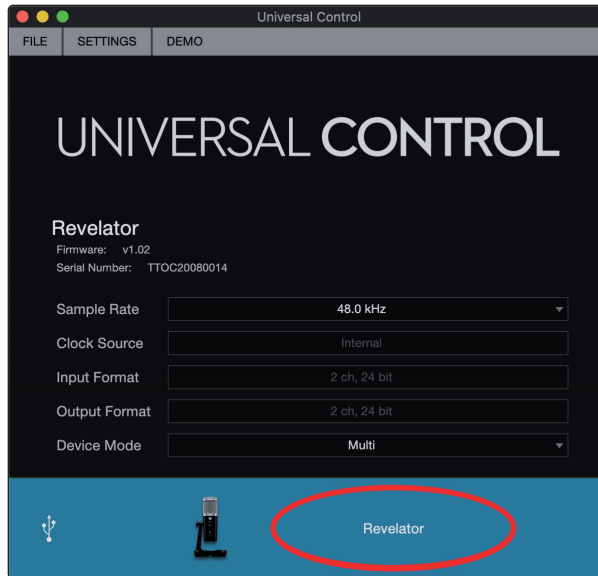 Universal Control
FILE SETTINGS DEMO
UNIVERSAL CONTROL
Revelator
Firmware: v1.02
Serial Number: TTOC20080014
Sample Rate 48.0 kHz
Clock Source Internal
Input Format 2 ch, 24 bit
Output Format 2 ch, 24 bit
Device Mode Multi
Revelator